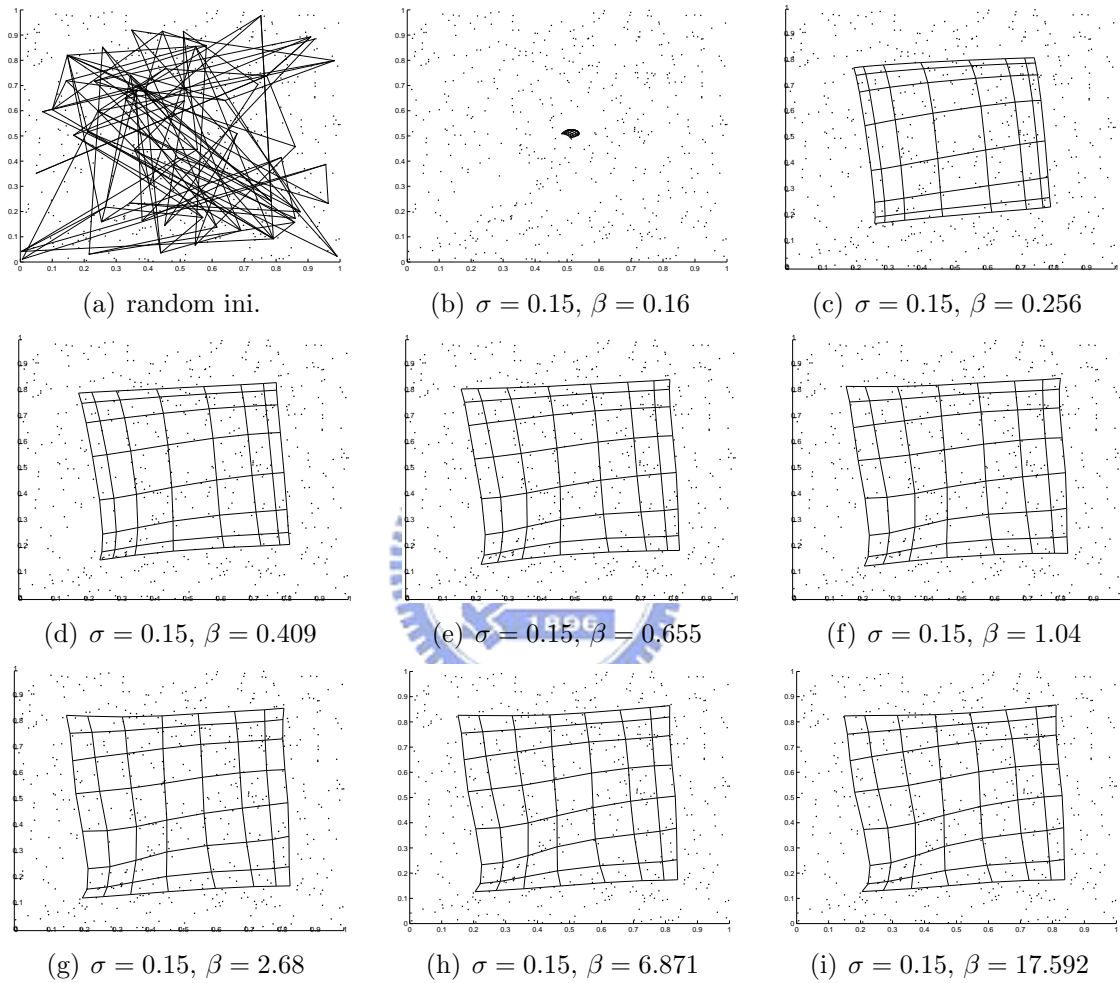 (a) random ini.
(b) σ = 0.15, β = 0.16
(c) σ = 0.15, β = 0.256
(d) σ = 0.15, β = 0.409
(e) σ = 0.15, β = 0.655
(f) σ = 0.15, β = 1.04
1896
(g) σ = 0.15, β = 2.68
(h) σ = 0.15, β = 6.871
(i) σ = 0.15, β = 17.592